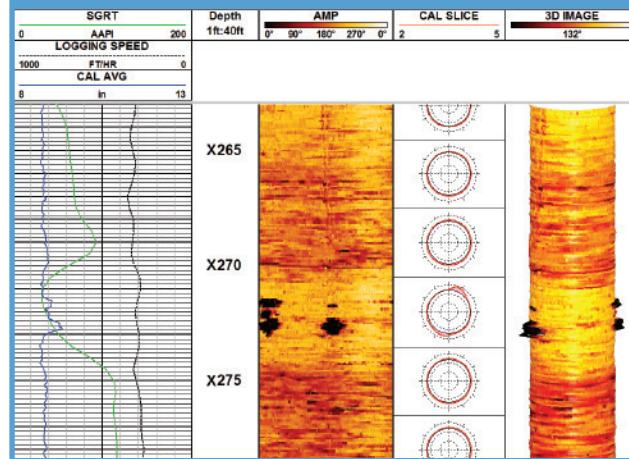 SGRT
0 AAPI 200
LOGGING SPEED
1000 FT/HR 0
CAL AVG
8 in 13
Depth
1ft:40ft
AMP
0° 90° 180° 270° 0°
CAL SLICE
2 5
3D IMAGE
132°
X265
X270
X275